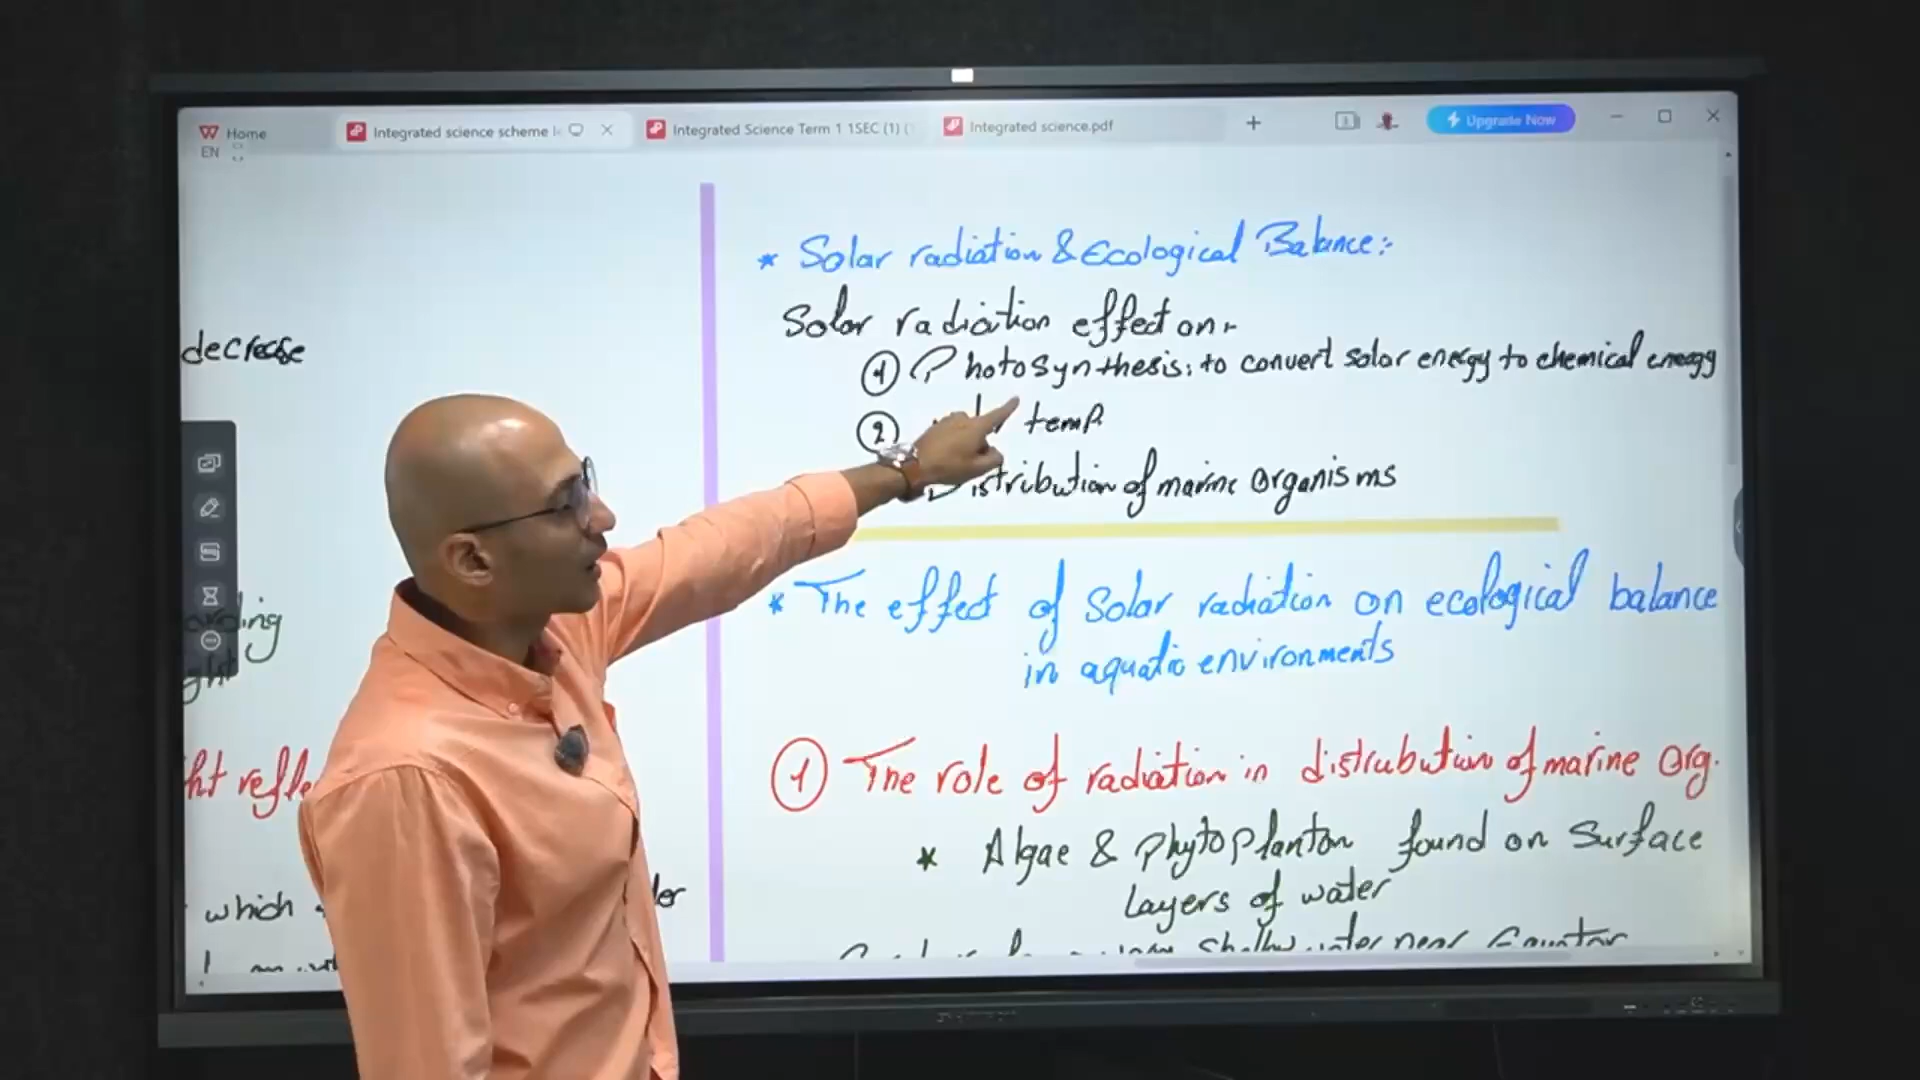 Home
Integrated science scheme
Integrated Science Term 1 1SEC (1) (
Integrated science.pdf
Upgrade Now
EN
* Solar radiation & Ecological Balance:
Solar radiation effect on
decrease
1 Photosynthesis: to convert solar energy to chemical energy
2 temp
Distribution of marine organisms
* The effect of solar radiation on ecological balance
in aquatic environments
1 The role of radiation in distrubution of marine org.
* Algae & phytoplanton found on surface
layers of water
which